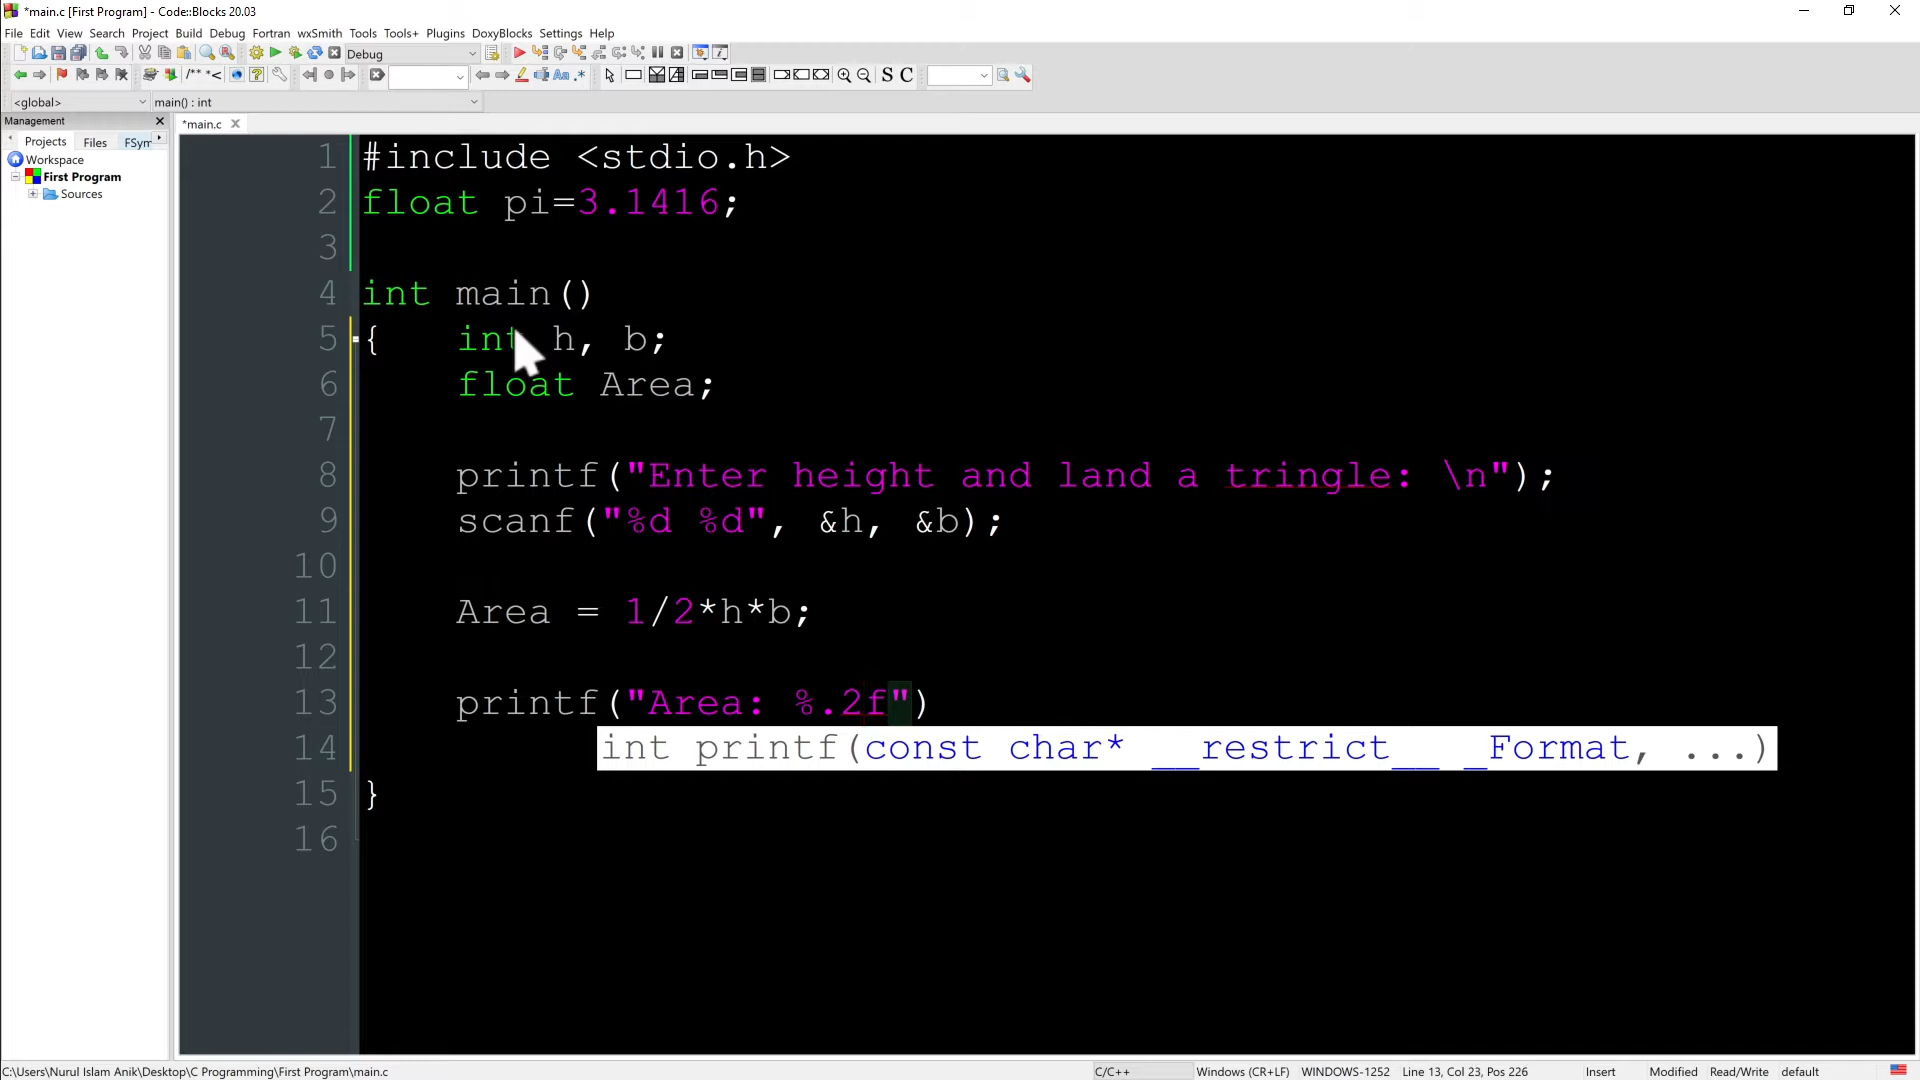 *main.c [First Program] - Code::Blocks 20.03
File Edit View Search Project Build Debug Fortran wxSmith Tools Tools+ Plugins DoxyBlocks Settings Help
Debug
/** *<
Aa .*
S C
<global> main() : int
Management
*main.c
Projects Files FSym
Workspace
First Program
Sources
1 #include <stdio.h>
2 float pi=3.1416;
3
4 int main()
5 { int h, b;
6 float Area;
7
8 printf("Enter height and land a tringle: \n");
9 scanf("%d %d", &h, &b);
10
11 Area = 1/2*h*b;
12
13 printf("Area: %.2f")
14 int printf(const char* __restrict__ _Format, ...)
15 }
16
C:\Users\Nurul Islam Anik\Desktop\C Programming\First Program\main.c C/C++ Windows (CR+LF) WINDOWS-1252 Line 13, Col 23, Pos 226 Insert Modified Read/Write default